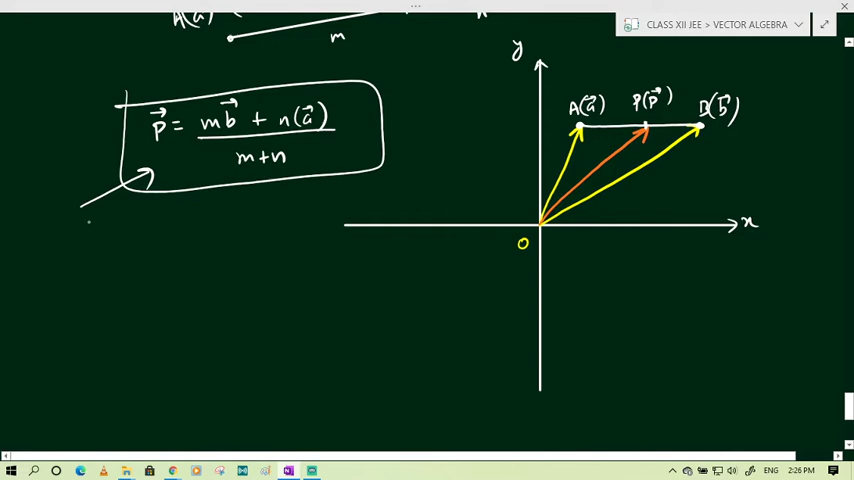 CLASS XII JEE > VECTOR ALGEBRA
A(a⃗)
m
n
y
A(a⃗) P(p⃗) B(b⃗)
p⃗ = mb⃗ + n(a⃗)
m+n
x
O
ENG 2:26 PM